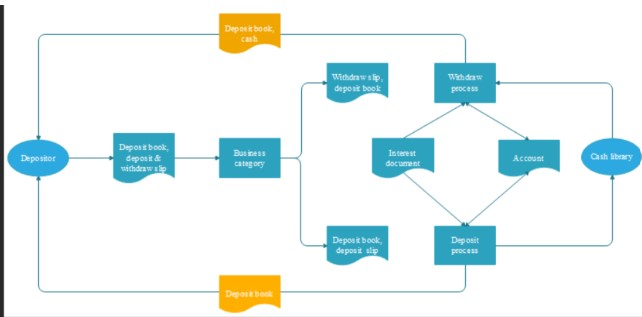 Deposit book,
cash
Withdraw slip,
deposit book
Withdraw
process
Depositor
Deposit book,
deposit &
withdraw slip
Business
category
Interest
document
Account
Cash library
Deposit book,
deposit slip
Deposit
process
Deposit book